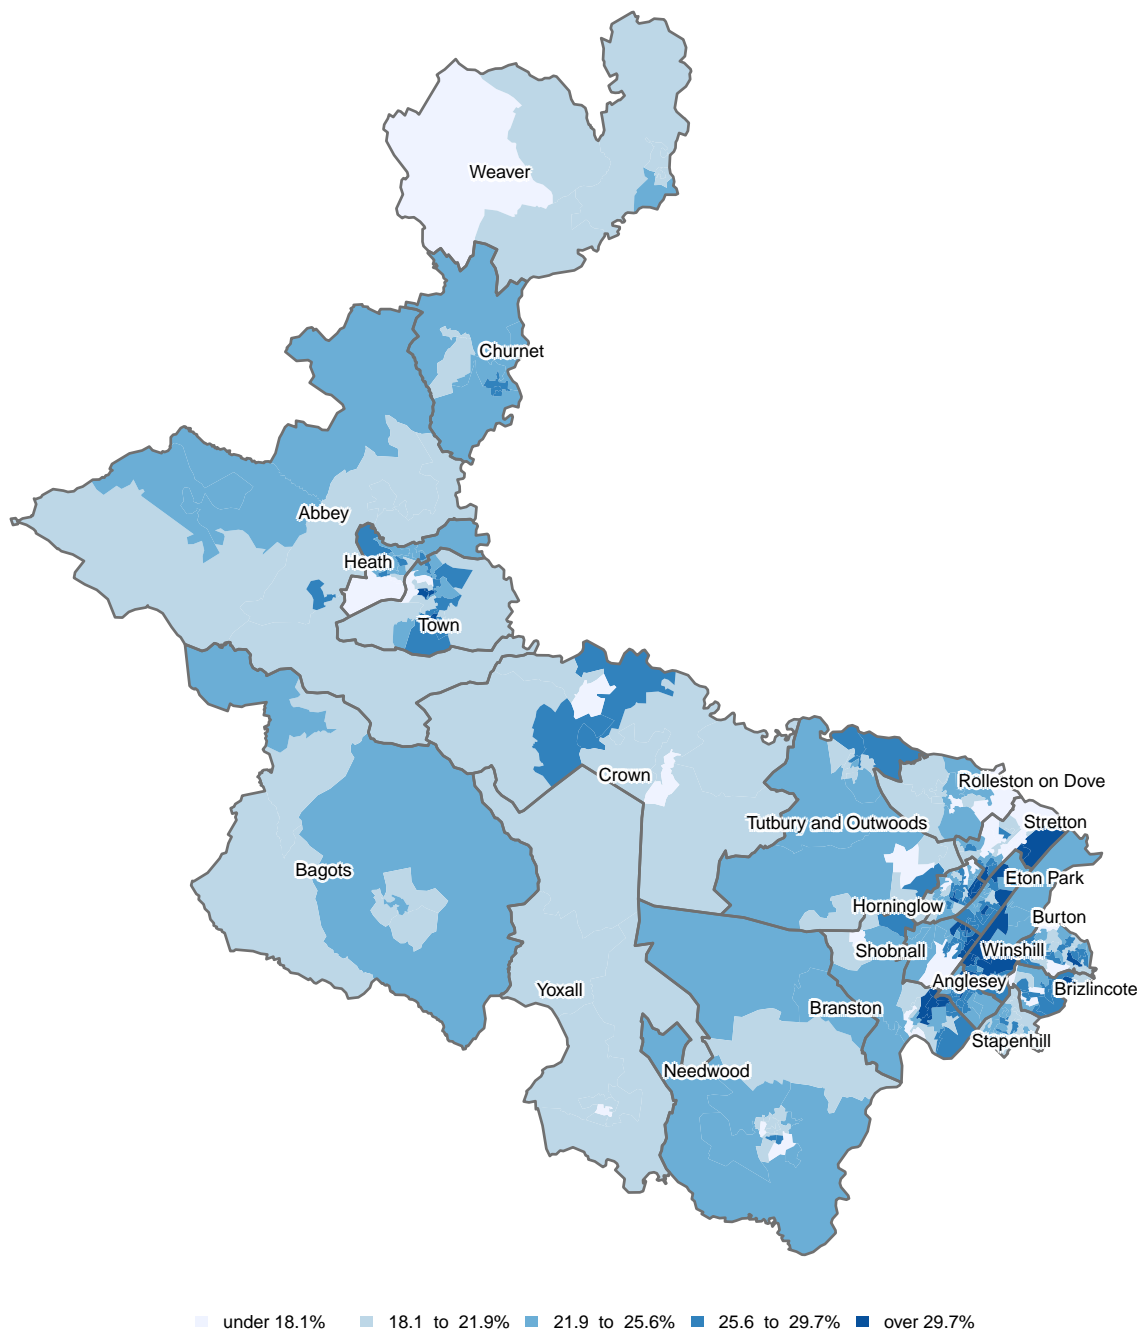 Weaver
Churnet
Abbey
Heath
Town
Crown
Rolleston on Dove
Tutbury and Outwoods
Stretton
Bagots
Eton Park
Horninglow
Burton
Shobnall
Winshill
Anglesey
Yoxall
Brizlincote
Branston
Stapenhill
Needwood
under 18.1% 18.1 to 21.9% 21.9 to 25.6% 25.6 to 29.7% over 29.7%